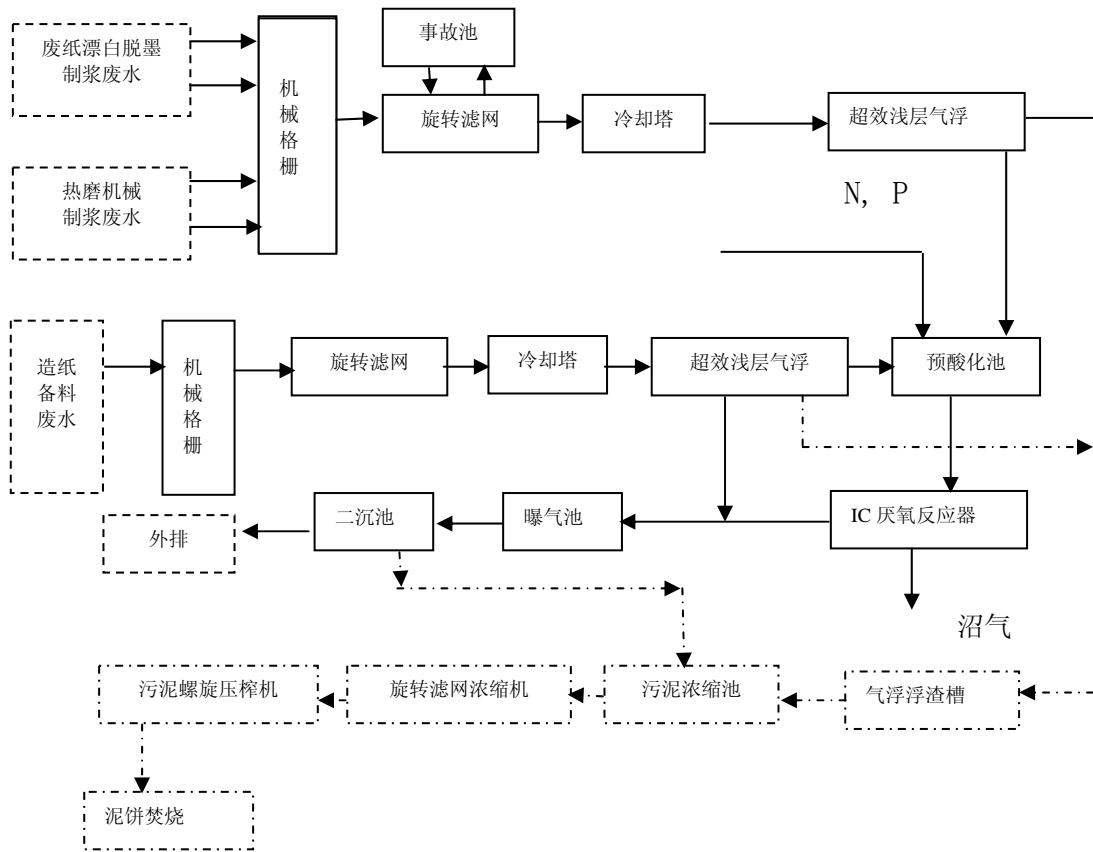 废纸漂白脱墨
制浆废水
热磨机械
制浆废水
机
械
格
栅
事故池
旋转滤网
冷却塔
超效浅层气浮
N, P
造纸
备料
废水
机
械
格
栅
旋转滤网
冷却塔
超效浅层气浮
预酸化池
外排
二沉池
曝气池
IC 厌氧反应器
沼气
污泥螺旋压榨机
旋转滤网浓缩机
污泥浓缩池
气浮浮渣槽
泥饼焚烧